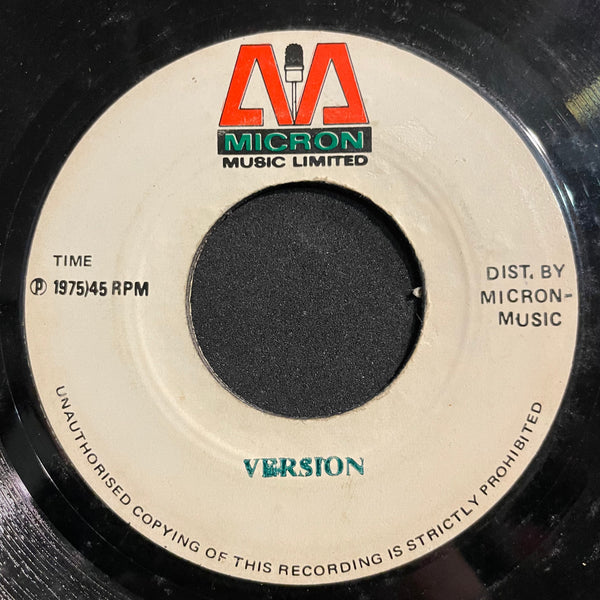 MICRON
MUSIC LIMITED
TIME
℗ 1975)45 RPM
DIST. BY
MICRON-
MUSIC
VERSION
UNAUTHORISED COPYING OF THIS RECORDING IS STRICTLY PROHIBITED